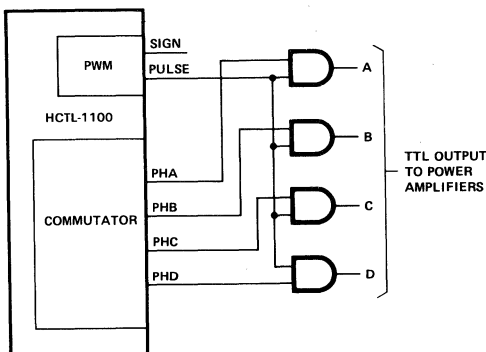 SIGN
PWM
PULSE
HCTL-1100
PHA
COMMUTATOR
PHB
PHC
PHD
A
B
C
D
TTL OUTPUT
TO POWER
AMPLIFIERS